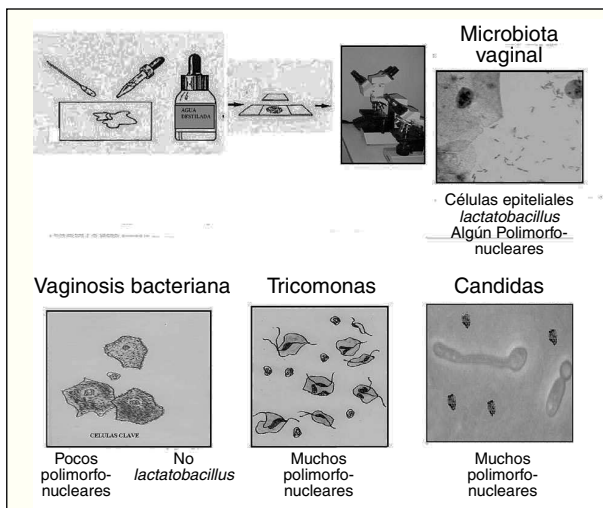 Microbiota
vaginal
AGUA
DESTILADA
Células epiteliales
lactatobacillus
Algún Polimorfo-
nucleares
Vaginosis bacteriana
Tricomonas
Candidas
CELULAS CLAVE
Pocos
polimorfo-
nucleares
No
lactatobacillus
Muchos
polimorfo-
nucleares
Muchos
polimorfo-
nucleares